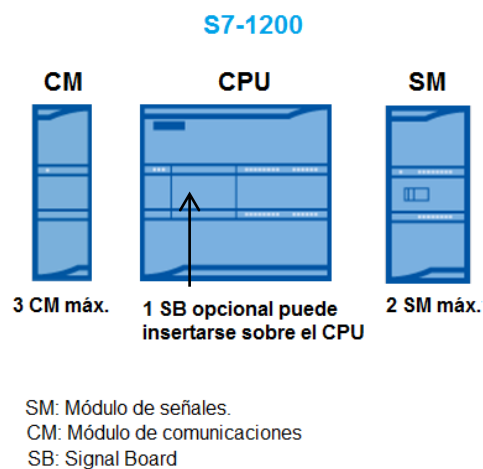 S7-1200
CM
CPU
SM
3 CM máx.
1 SB opcional puede
insertarse sobre el CPU
2 SM máx.
SM: Módulo de señales.
CM: Módulo de comunicaciones
SB: Signal Board